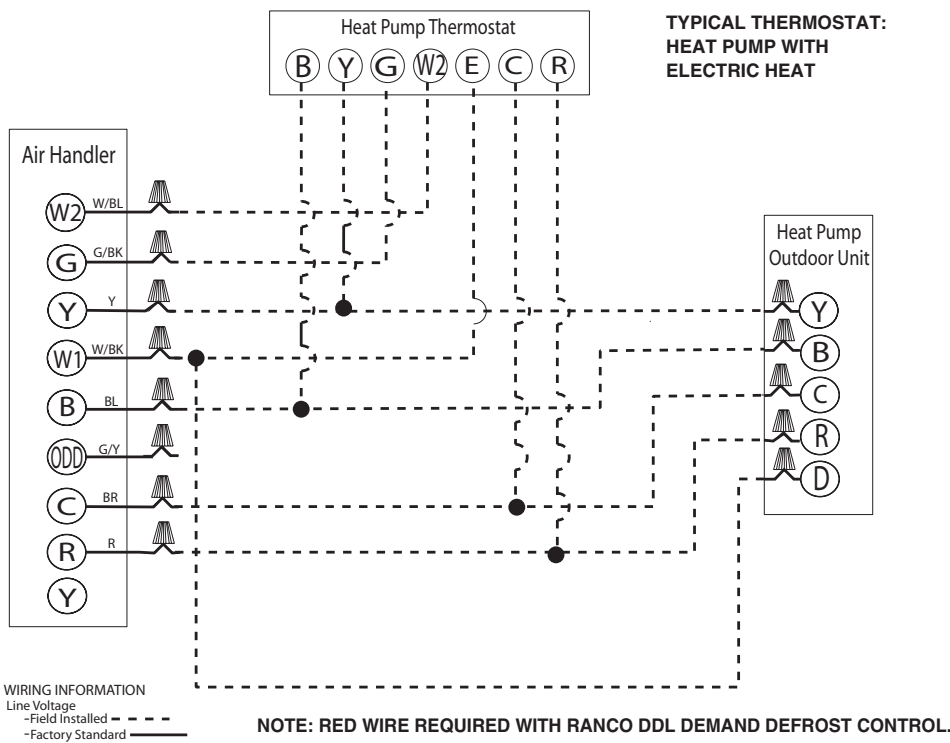 Heat Pump Thermostat
B Y G W2 E C R
TYPICAL THERMOSTAT:
HEAT PUMP WITH
ELECTRIC HEAT
Air Handler
W2 W/BL
G G/BK
Y Y
W1 W/BK
B BL
ODD G/Y
C BR
R R
Y
Heat Pump
Outdoor Unit
Y
B
C
R
D
WIRING INFORMATION
Line Voltage
-Field Installed
-Factory Standard
NOTE: RED WIRE REQUIRED WITH RANCO DDL DEMAND DEFROST CONTROL.